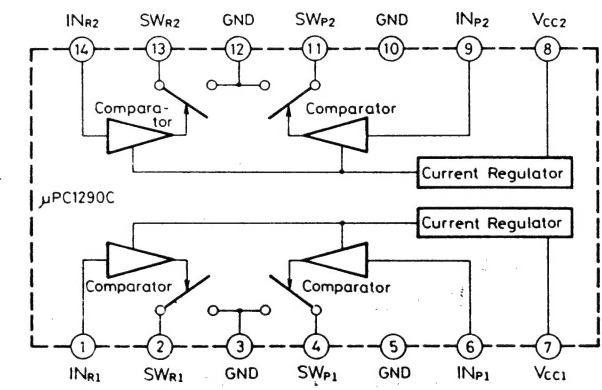 INR2 SWR2 GND SWP2 GND INP2 VCC2
14 13 12 11 10 9 8
Compara-
tor
Comparator
Current Regulator
μPC1290C
Current Regulator
Comparator
Comparator
1 2 3 4 5 6 7
INR1 SWR1 GND SWP1 GND INP1 VCC1